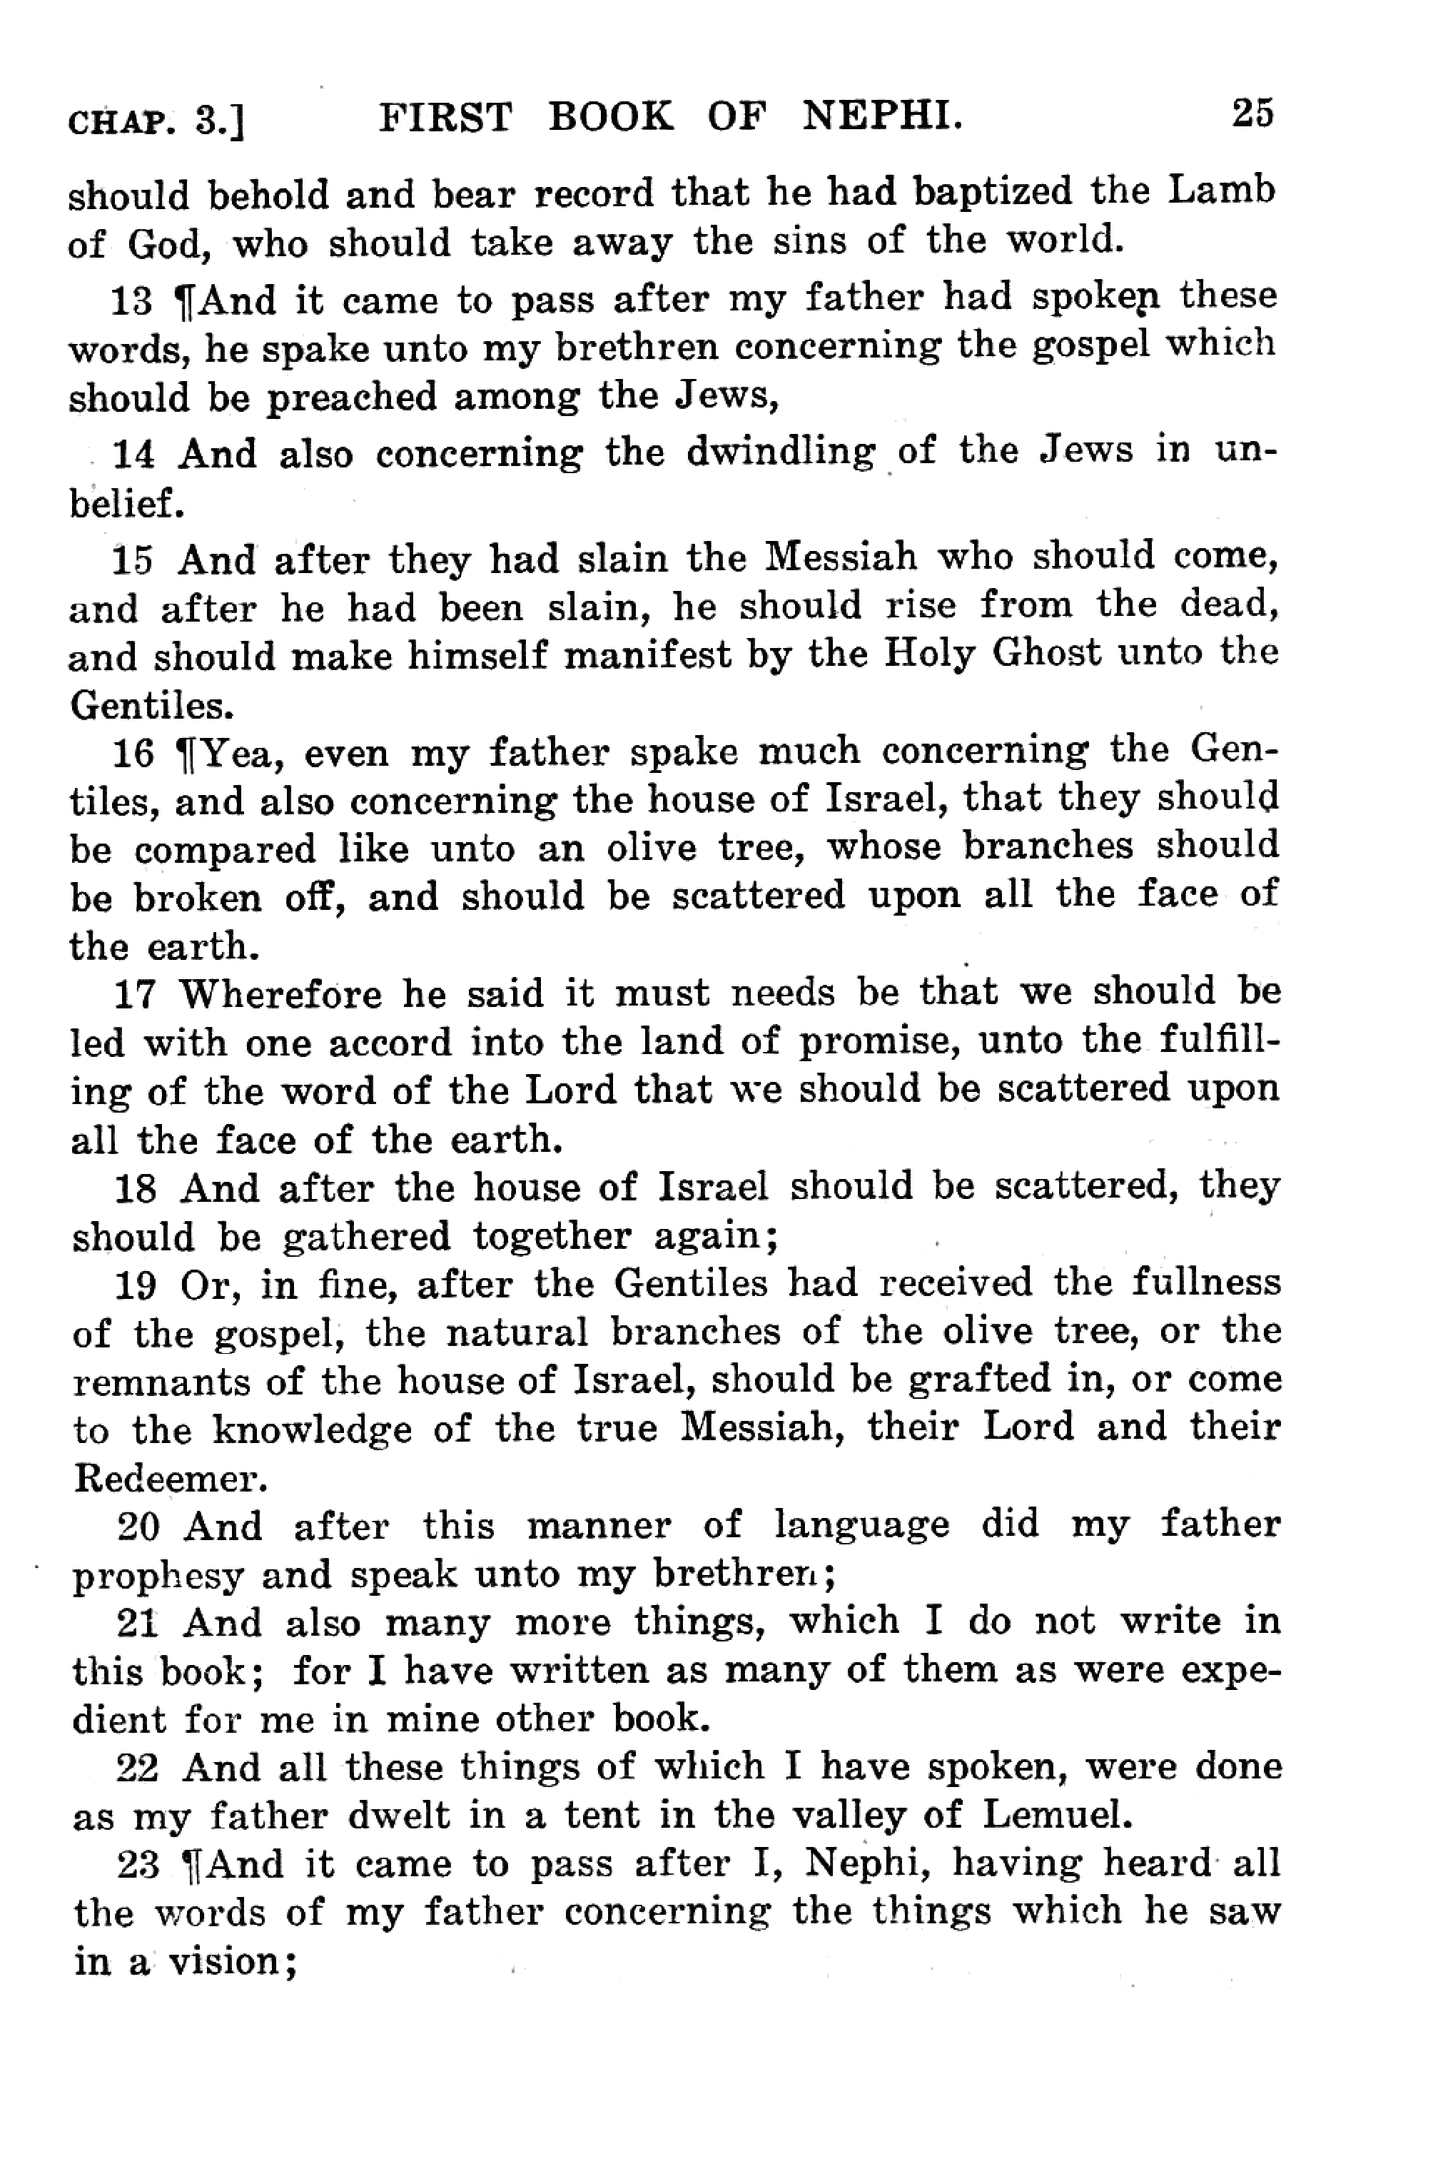 CHAP. 3.] FIRST BOOK OF NEPHI. 25
should behold and bear record that he had baptized the Lamb
of God, who should take away the sins of the world.
13 ¶And it came to pass after my father had spoken these
words, he spake unto my brethren concerning the gospel which
should be preached among the Jews,
14 And also concerning the dwindling of the Jews in un-
belief.
15 And after they had slain the Messiah who should come,
and after he had been slain, he should rise from the dead,
and should make himself manifest by the Holy Ghost unto the
Gentiles.
16 ¶Yea, even my father spake much concerning the Gen-
tiles, and also concerning the house of Israel, that they should
be compared like unto an olive tree, whose branches should
be broken off, and should be scattered upon all the face of
the earth.
17 Wherefore he said it must needs be that we should be
led with one accord into the land of promise, unto the fulfill-
ing of the word of the Lord that we should be scattered upon
all the face of the earth.
18 And after the house of Israel should be scattered, they
should be gathered together again;
19 Or, in fine, after the Gentiles had received the fullness
of the gospel, the natural branches of the olive tree, or the
remnants of the house of Israel, should be grafted in, or come
to the knowledge of the true Messiah, their Lord and their
Redeemer.
20 And after this manner of language did my father
prophesy and speak unto my brethren;
21 And also many more things, which I do not write in
this book; for I have written as many of them as were expe-
dient for me in mine other book.
22 And all these things of which I have spoken, were done
as my father dwelt in a tent in the valley of Lemuel.
23 ¶And it came to pass after I, Nephi, having heard all
the words of my father concerning the things which he saw
in a vision;